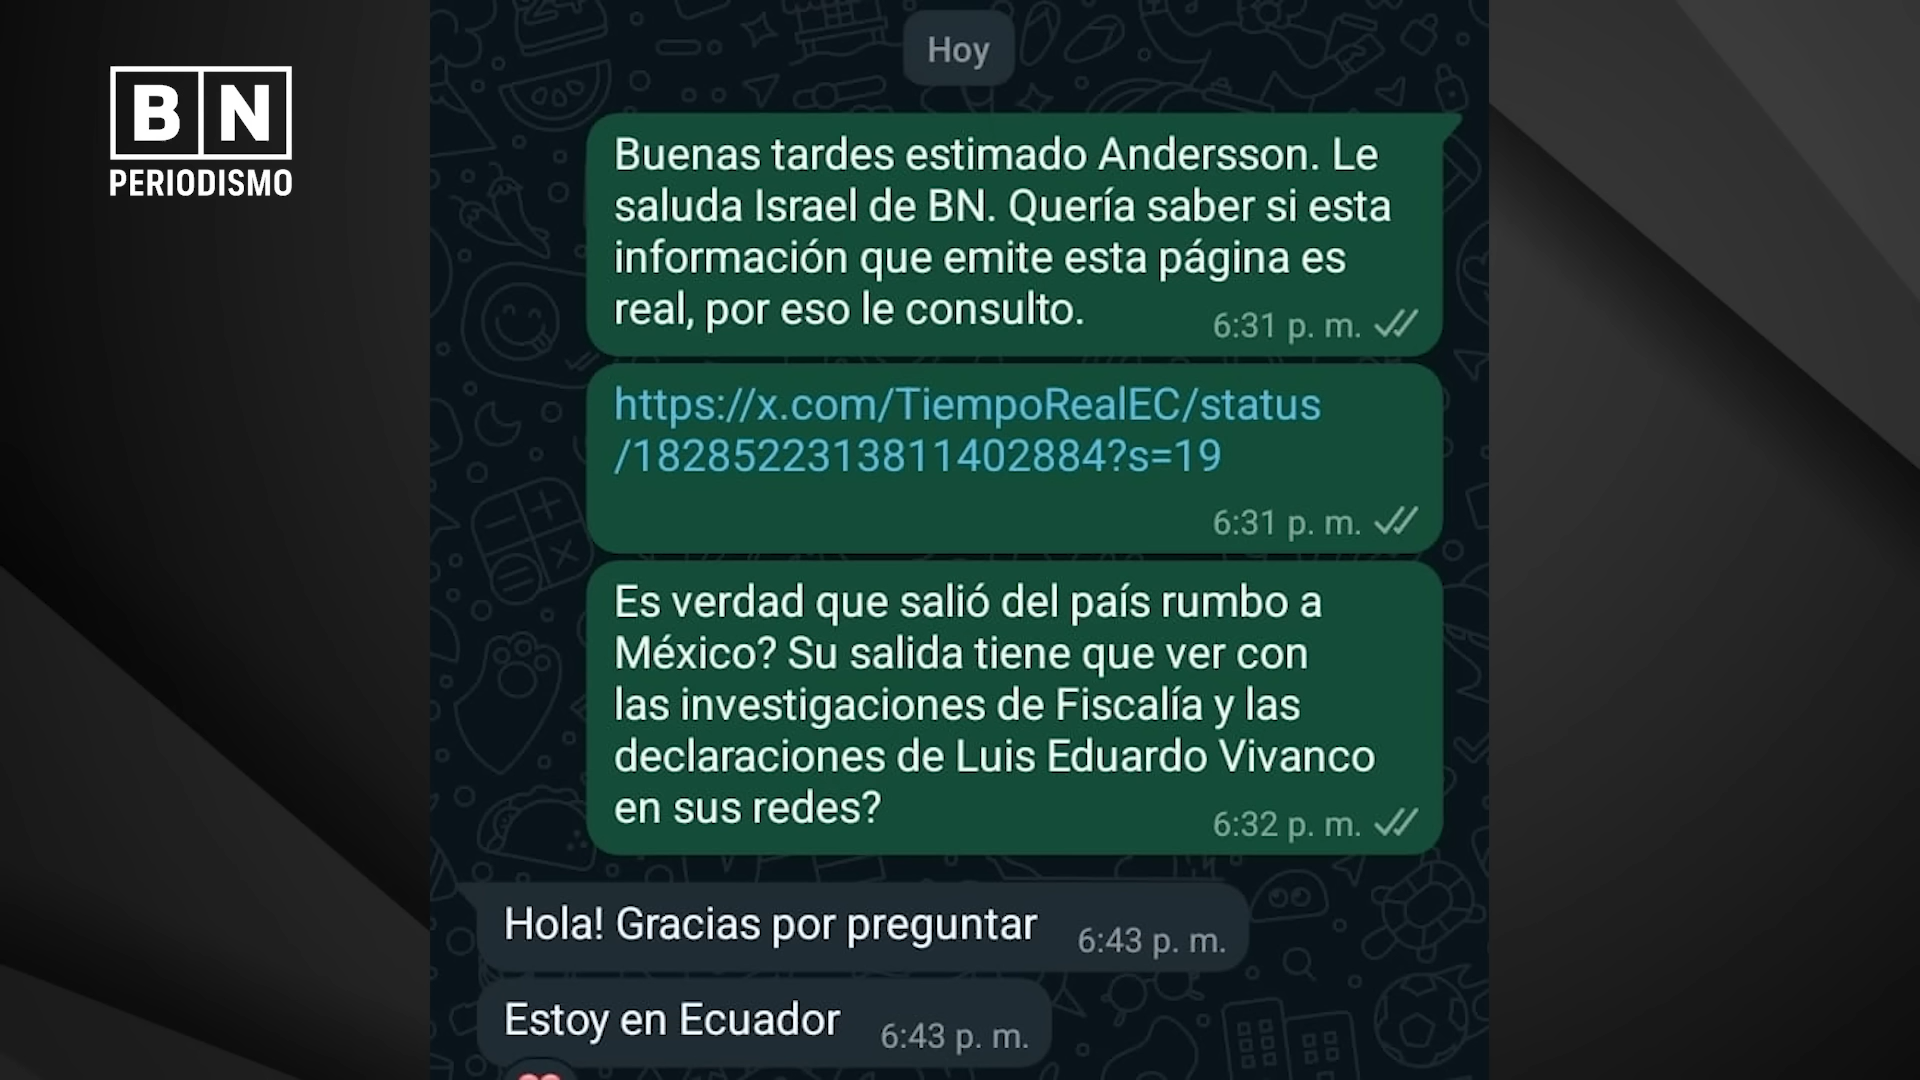 BN
PERIODISMO
Hoy
Buenas tardes estimado Andersson. Le
saluda Israel de BN. Quería saber si esta
información que emite esta página es
real, por eso le consulto.
6:31 p. m.
https://x.com/TiempoRealEC/status
/1828522313811402884?s=19
6:31 p. m.
Es verdad que salió del país rumbo a
México? Su salida tiene que ver con
las investigaciones de Fiscalía y las
declaraciones de Luis Eduardo Vivanco
en sus redes?
6:32 p. m.
Hola! Gracias por preguntar
6:43 p. m.
Estoy en Ecuador
6:43 p. m.